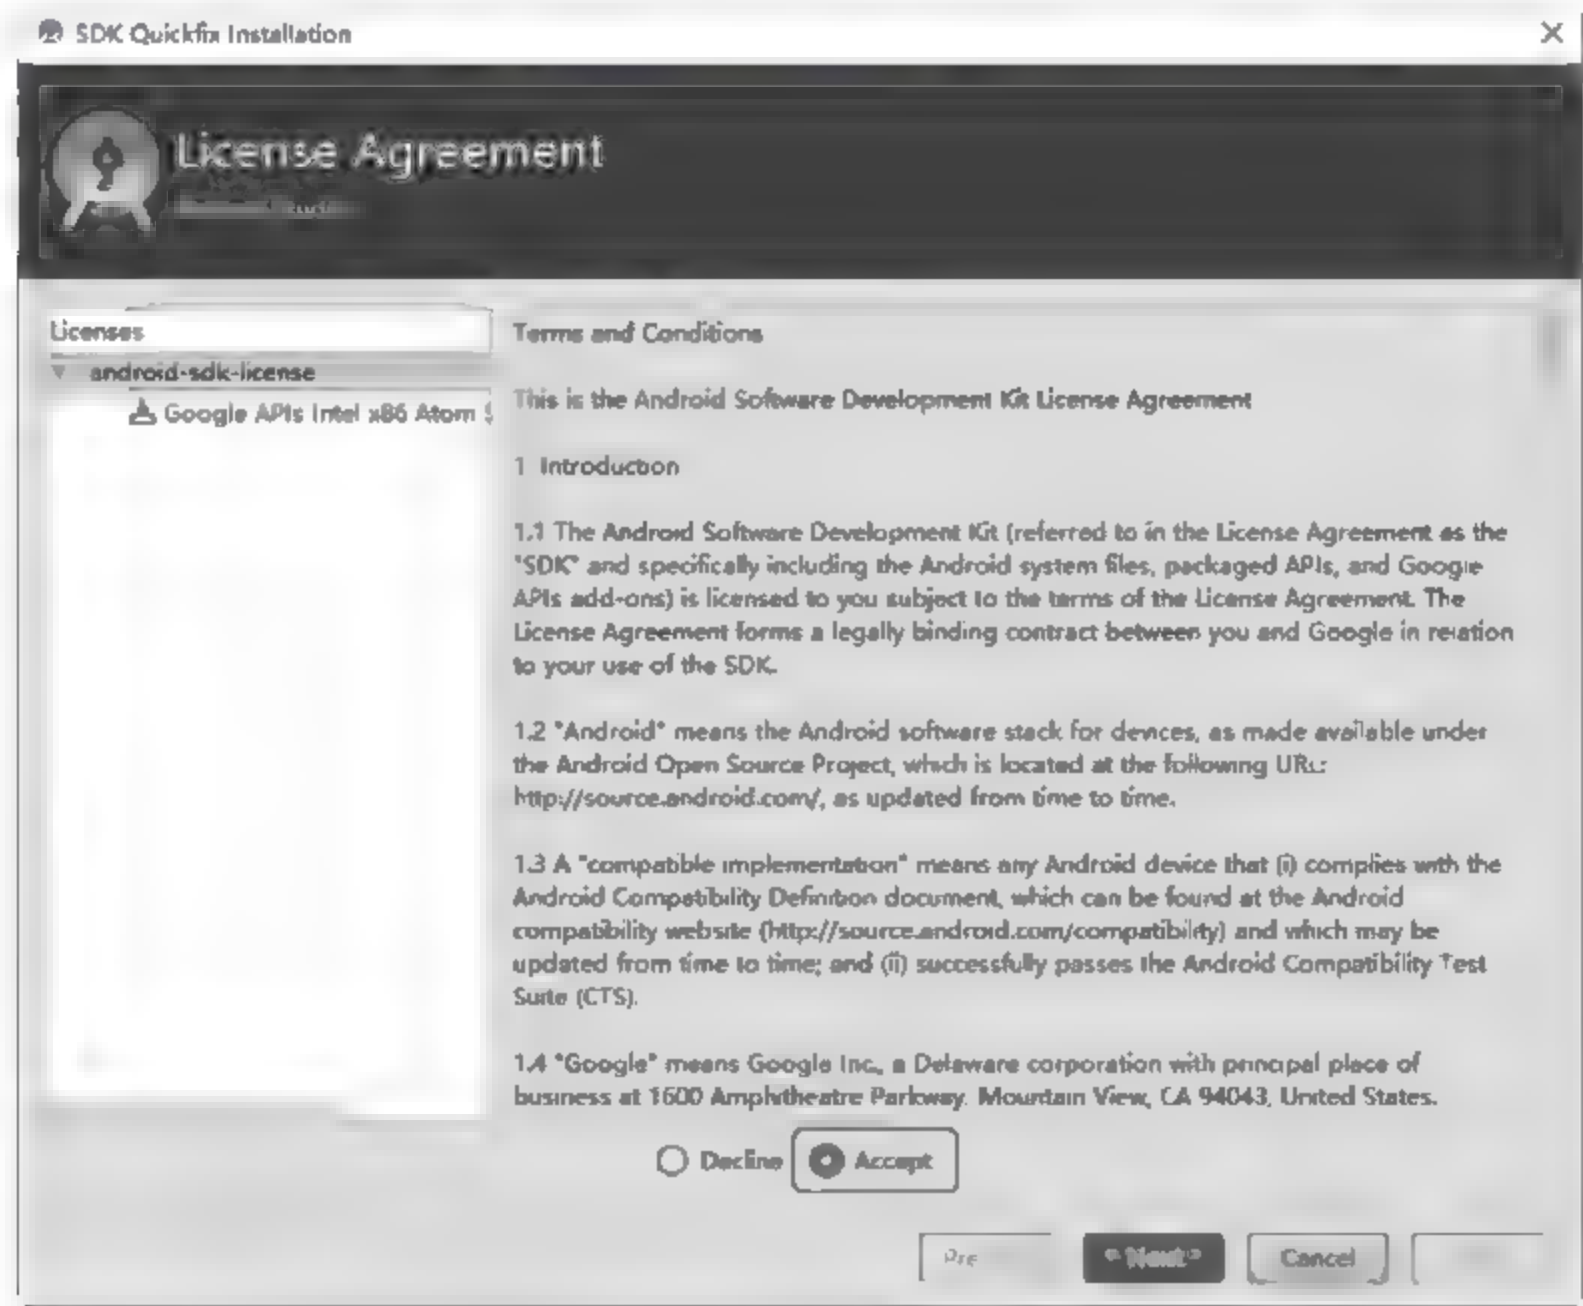 SDK Quickfix Installation
License Agreement
Licenses
android-sdk-license
Google APIs Intel x86 Atom S
Terms and Conditions
This is the Android Software Development Kit License Agreement
1 Introduction
1.1 The Android Software Development Kit (referred to in the License Agreement as the
"SDK" and specifically including the Android system files, packaged APIs, and Google
APIs add-ons) is licensed to you subject to the terms of the License Agreement. The
License Agreement forms a legally binding contract between you and Google in relation
to your use of the SDK.
1.2 "Android" means the Android software stack for devices, as made available under
the Android Open Source Project, which is located at the following URL:
http://source.android.com/, as updated from time to time.
1.3 A "compatible implementation" means any Android device that (i) complies with the
Android Compatibility Definition document, which can be found at the Android
compatibility website (http://source.android.com/compatibility) and which may be
updated from time to time; and (ii) successfully passes the Android Compatibility Test
Suite (CTS).
1.4 "Google" means Google Inc., a Delaware corporation with principal place of
business at 1600 Amphitheatre Parkway, Mountain View, CA 94043, United States.
Decline Accept
Next Cancel